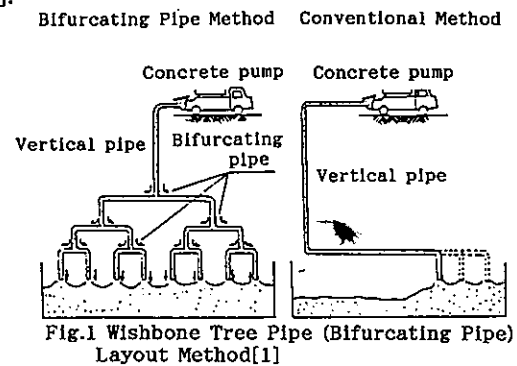 Bifurcating Pipe Method Conventional Method
Concrete pump Concrete pump
Vertical pipe Bifurcating
pipe
Vertical pipe
Fig.1 Wishbone Tree Pipe (Bifurcating Pipe)
Layout Method[1]